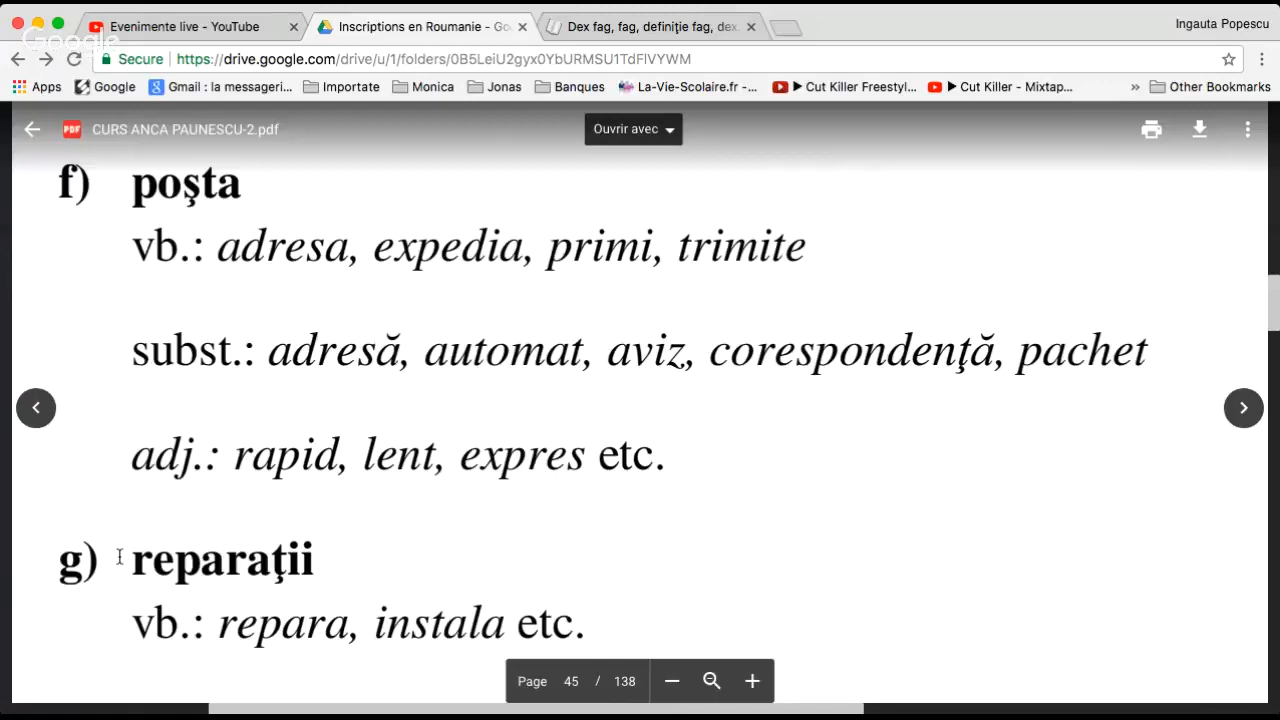 Evenimente live - YouTube
Inscriptions en Roumanie - Go
Dex fag, fag, definiţie fag, dex.
Ingauta Popescu
Google
Secure
https://drive.google.com/drive/u/1/folders/0B5LeiU2gyx0YbURMSU1TdFlVYWM
Apps
Google
Gmail : la messageri...
Importate
Monica
Jonas
Banques
La-Vie-Scolaire.fr -...
▶ Cut Killer Freestyl...
▶ Cut Killer - Mixtap...
»
Other Bookmarks
PDF
CURS ANCA PAUNESCU-2.pdf
Ouvrir avec
f) poşta
vb.: adresa, expedia, primi, trimite
subst.: adresă, automat, aviz, corespondenţă, pachet
adj.: rapid, lent, expres etc.
g) reparaţii
vb.: repara, instala etc.
Page 45 / 138